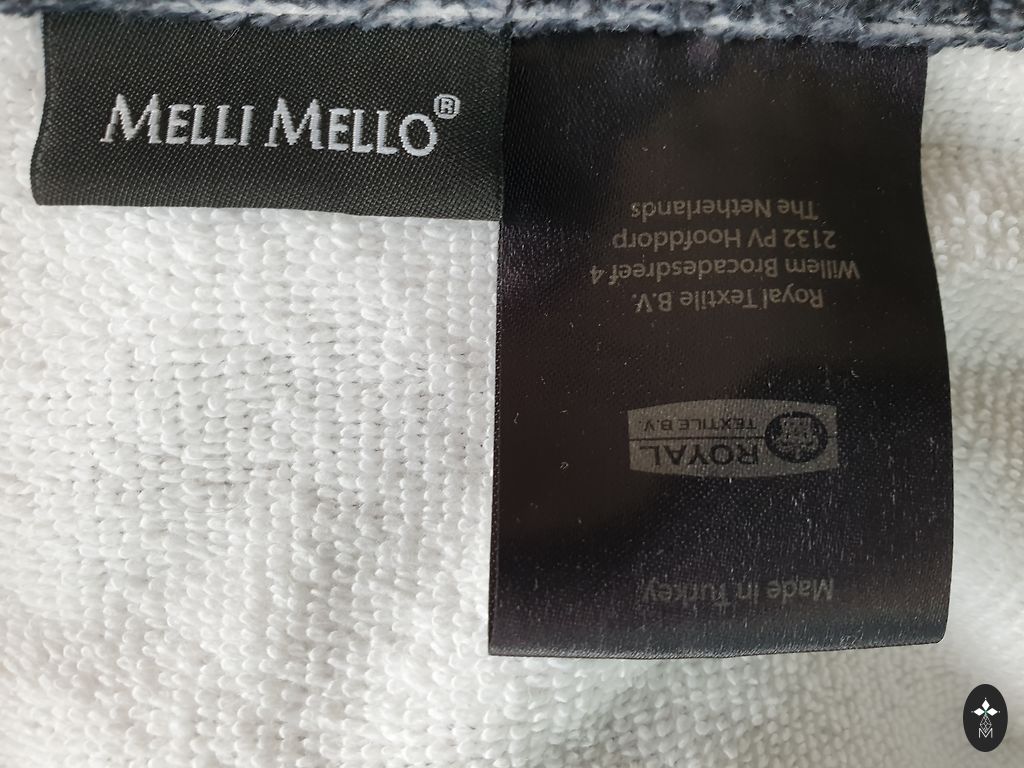 MELLI MELLO®
Made in Turkey
ROYAL
TEXTILE B.V.
Royal Textile B.V.
Willem Brocadesdreef 4
2132 PV Hoofddorp
The Netherlands
M